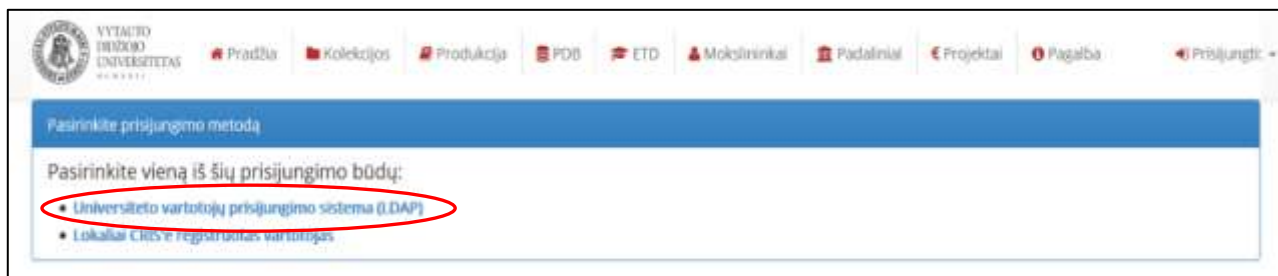 VYTAUTO
DIDŽIOJO
UNIVERSITETAS
Pradžia Kolekcijos Produkcija PDB ETD Mokslininkai Padaliniai Projektai Pagalba Prisijungti:
Pasirinkite prisijungimo metodą
Pasirinkite vieną iš šių prisijungimo būdų:
• Universiteto vartotojų prisijungimo sistema (LDAP)
• Lokaliai CRIS'e registruotas vartotojas